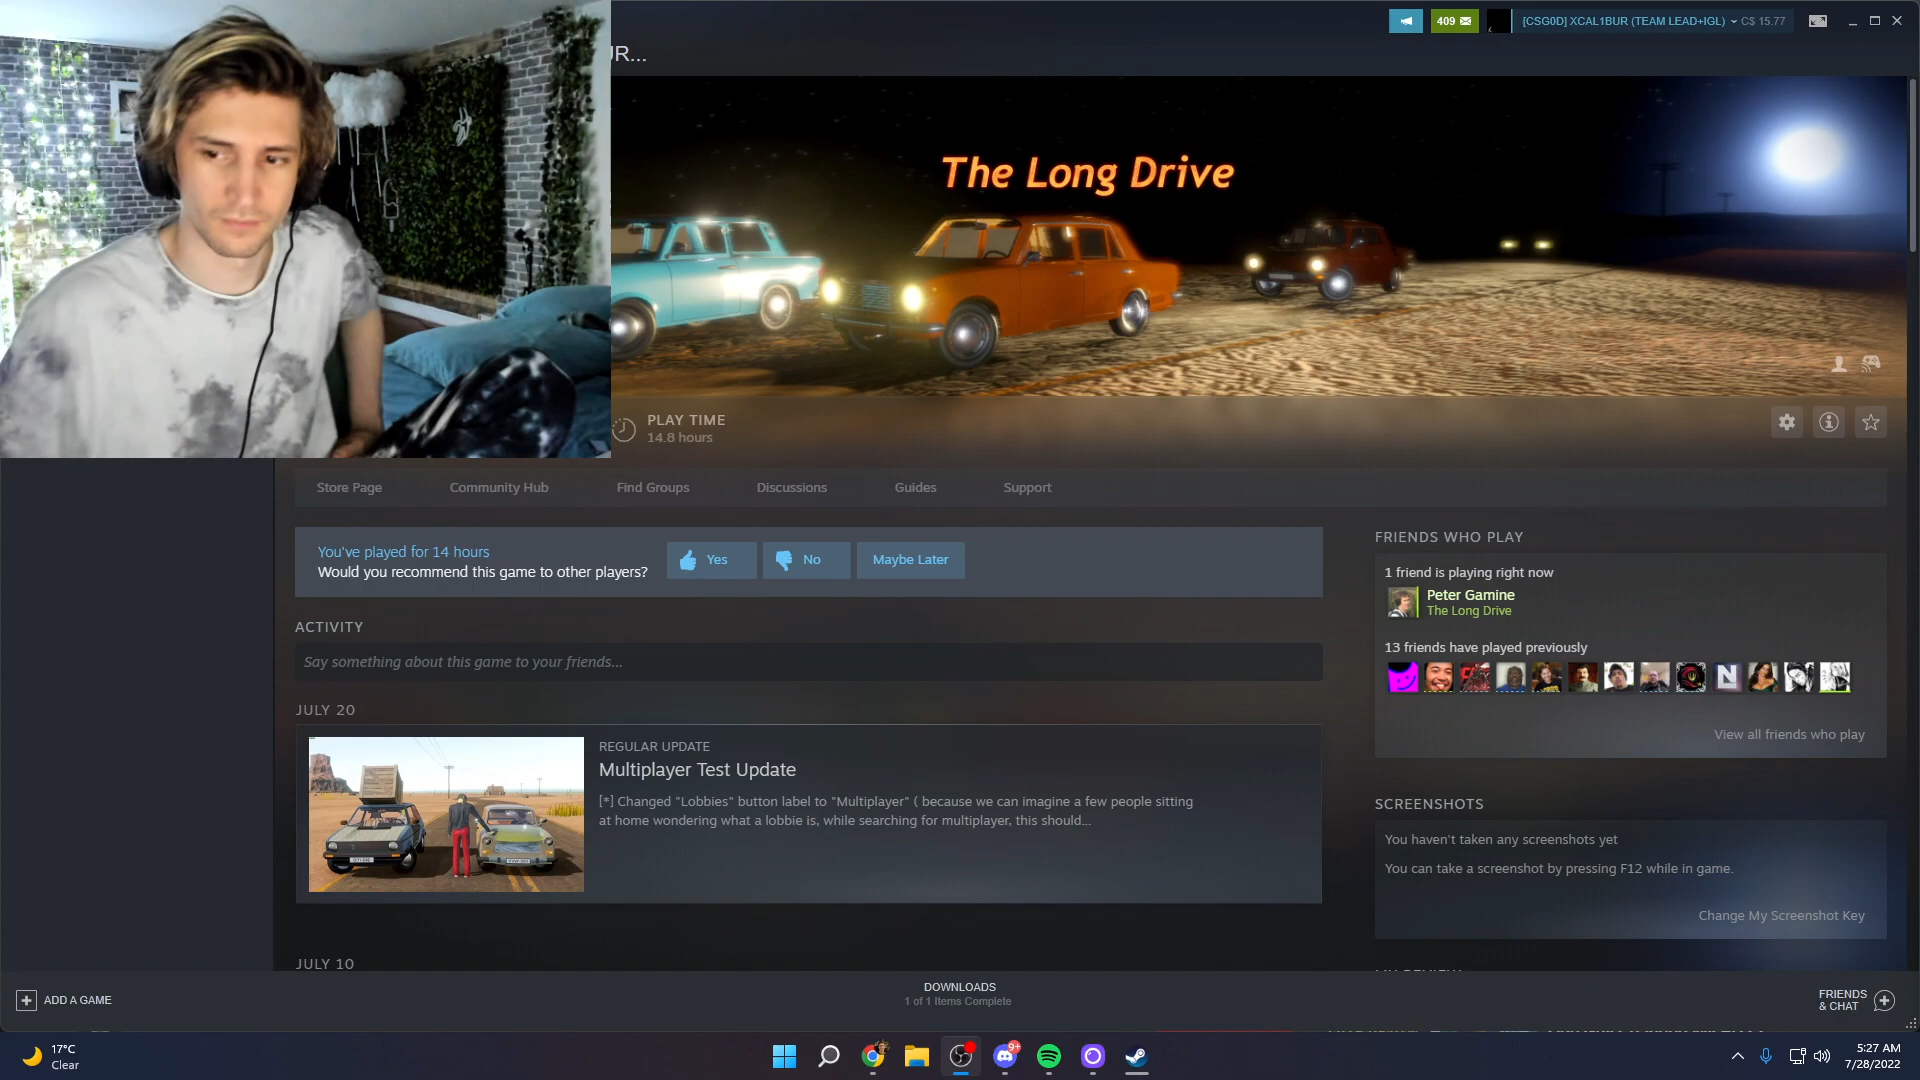 409
[CSG0D] XCAL1BUR (TEAM LEAD+IGL)
C$ 15.77
UR...
The Long Drive
PLAY TIME
14.8 hours
Store Page
Community Hub
Find Groups
Discussions
Guides
Support
You've played for 14 hours
Would you recommend this game to other players?
Yes
No
Maybe Later
FRIENDS WHO PLAY
1 friend is playing right now
Peter Gamine
The Long Drive
13 friends have played previously
N
View all friends who play
ACTIVITY
Say something about this game to your friends...
JULY 20
REGULAR UPDATE
Multiplayer Test Update
[*] Changed "Lobbies" button label to "Multiplayer" ( because we can imagine a few people sitting
at home wondering what a lobbie is, while searching for multiplayer, this should...
SCREENSHOTS
You haven't taken any screenshots yet
You can take a screenshot by pressing F12 while in game.
Change My Screenshot Key
JULY 10
ADD A GAME
DOWNLOADS
1 of 1 Items Complete
FRIENDS
& CHAT
17°C
Clear
9+
5:27 AM
7/28/2022